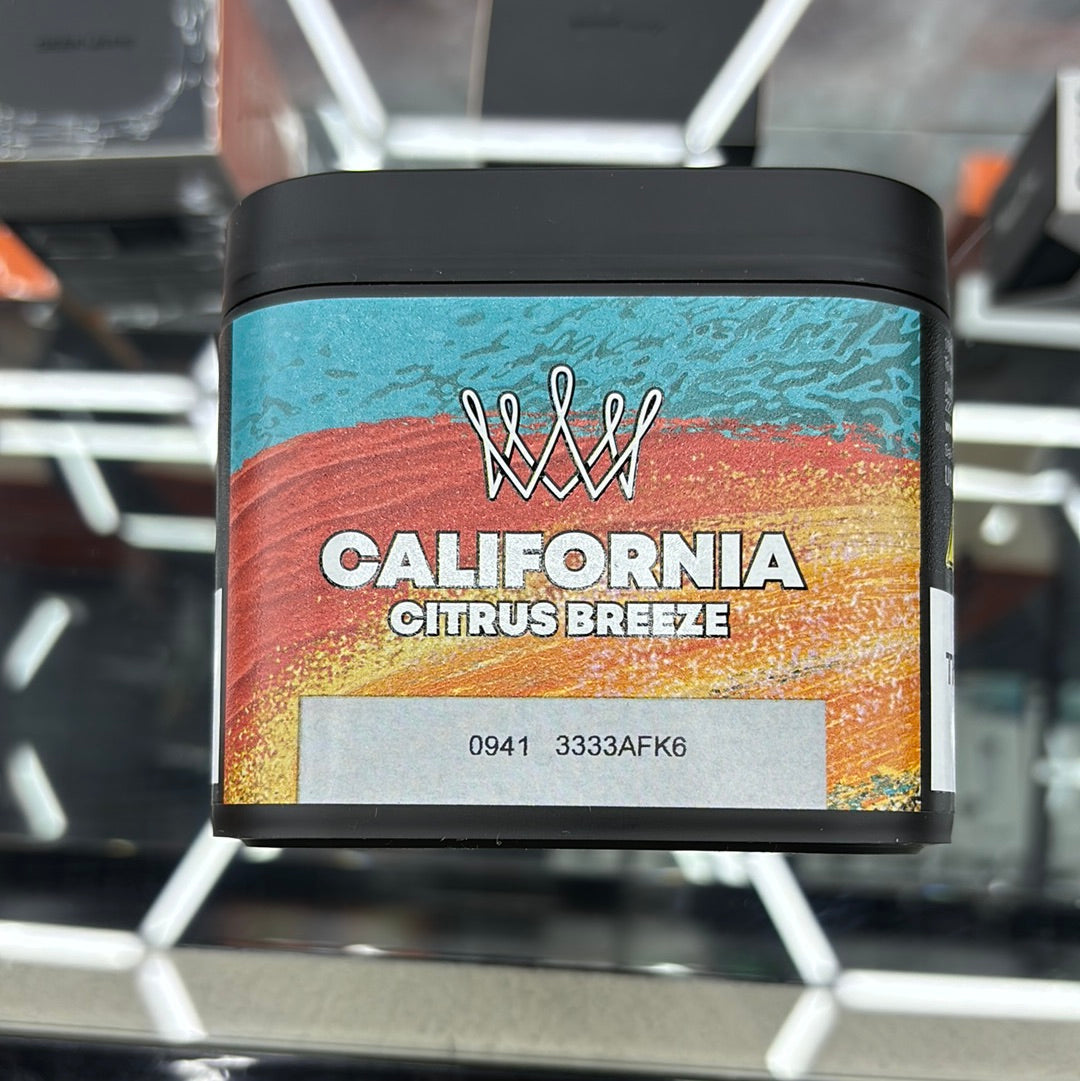 CALIFORNIA
CITRUS BREEZE
0941 3333AFK6